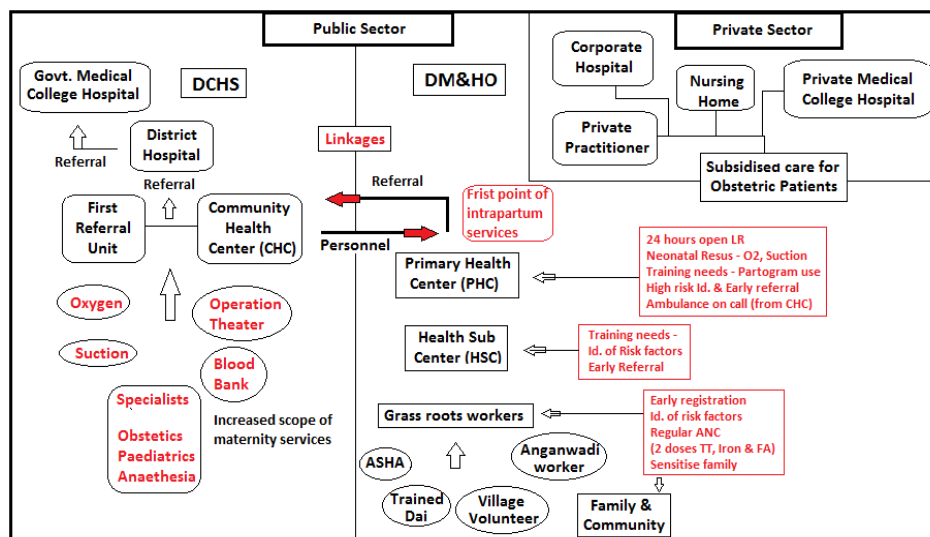 Public Sector
Private Sector
Govt. Medical
College Hospital
DCHS
District
Hospital
Referral
Referral
First
Referral
Unit
Community
Health
Center (CHC)
Oxygen
Suction
Operation
Theater
Blood
Bank
Specialists
Obstetics
Paediatrics
Anaethesia
Increased scope of
maternity services
Linkages
Referral
Personnel
DM&HO
Frist point of
intrapartum
services
Primary Health
Center (PHC)
24 hours open LR
Neonatal Resus - O2, Suction
Training needs - Partogram use
High risk Id. & Early referral
Ambulance on call (from CHC)
Health Sub
Center (HSC)
Training needs -
Id. of Risk factors
Early Referral
Grass roots workers
Early registration
Id. of risk factors
Regular ANC
(2 doses TT, Iron & FA)
Sensitise family
ASHA
Trained
Dai
Village
Volunteer
Anganwadi
worker
Family &
Community
Corporate
Hospital
Nursing
Home
Private Medical
College Hospital
Private
Practitioner
Subsidised care for
Obstetric Patients